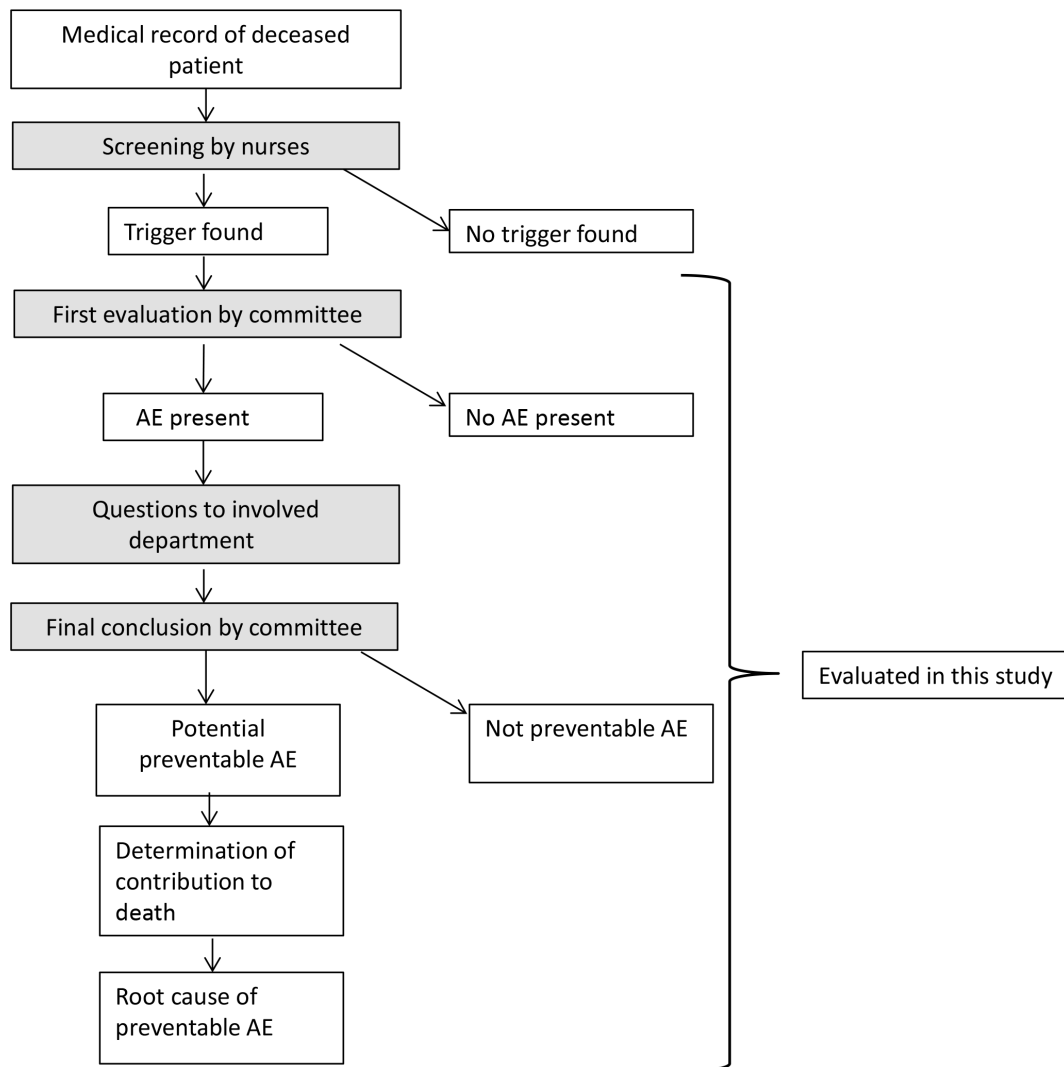 Medical record of deceased
patient
Screening by nurses
Trigger found
No trigger found
First evaluation by committee
AE present
No AE present
Questions to involved
department
Final conclusion by committee
Evaluated in this study
Potential
preventable AE
Not preventable AE
Determination of
contribution to
death
Root cause of
preventable AE